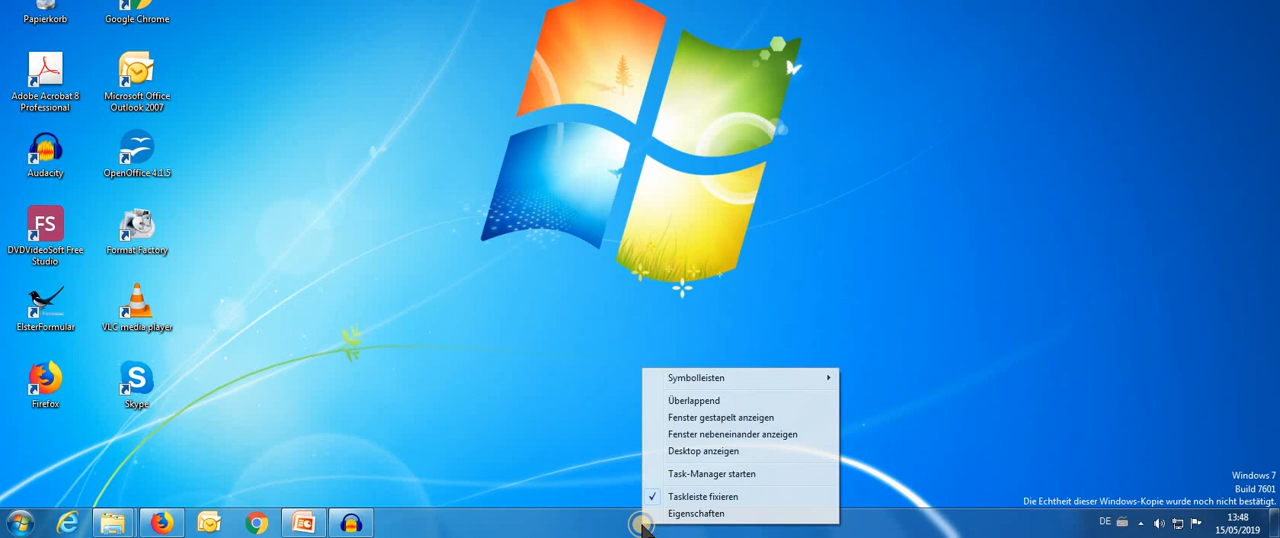 Papierkorb
Google Chrome
Adobe Acrobat 8
Professional
Microsoft Office
Outlook 2007
Audacity
OpenOffice 4.1.5
FS
DVDVideoSoft Free
Studio
Format Factory
ElsterFormular
VLC media player
Firefox
Skype
Symbolleisten
Überlappend
Fenster gestapelt anzeigen
Fenster nebeneinander anzeigen
Desktop anzeigen
Task-Manager starten
Taskleiste fixieren
Eigenschaften
Windows 7
Build 7601
Die Echtheit dieser Windows-Kopie wurde noch nicht bestätigt.
DE
13:48
15/05/2019